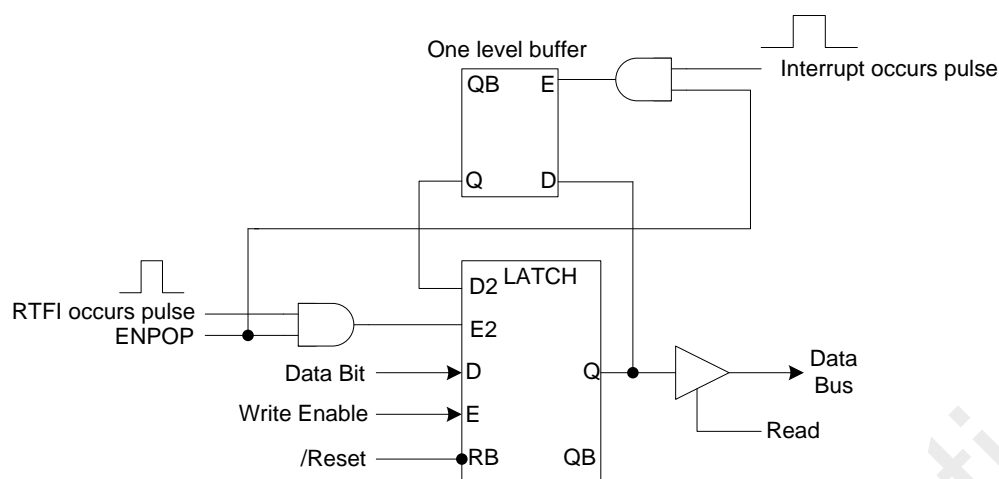 One level buffer
QB
E
Interrupt occurs pulse
Q
D
LATCH
D2
RTFI occurs pulse
ENPOP
E2
Data Bit
D
Q
Data
Bus
Write Enable
E
Read
/Reset
RB
QB